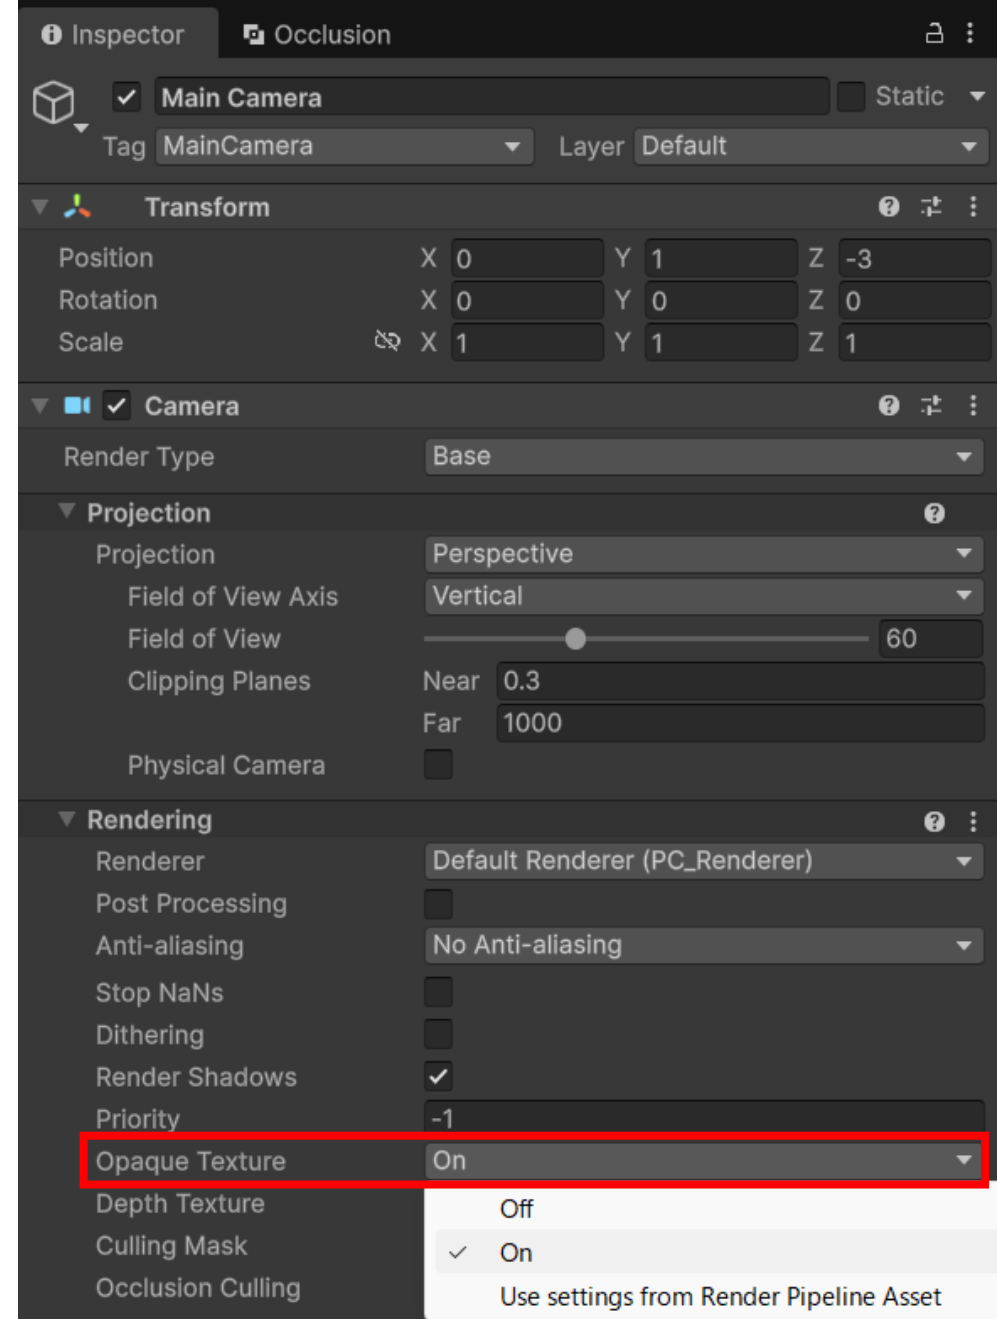 Inspector Occlusion
Main Camera Static
Tag MainCamera Layer Default
Transform
Position X 0 Y 1 Z -3
Rotation X 0 Y 0 Z 0
Scale X 1 Y 1 Z 1
Camera
Render Type Base
Projection
Projection Perspective
Field of View Axis Vertical
Field of View 60
Clipping Planes Near 0.3
Far 1000
Physical Camera
Rendering
Renderer Default Renderer (PC_Renderer)
Post Processing
Anti-aliasing No Anti-aliasing
Stop NaNs
Dithering
Render Shadows
Priority -1
Opaque Texture On
Depth Texture Off
Culling Mask On
Occlusion Culling Use settings from Render Pipeline Asset